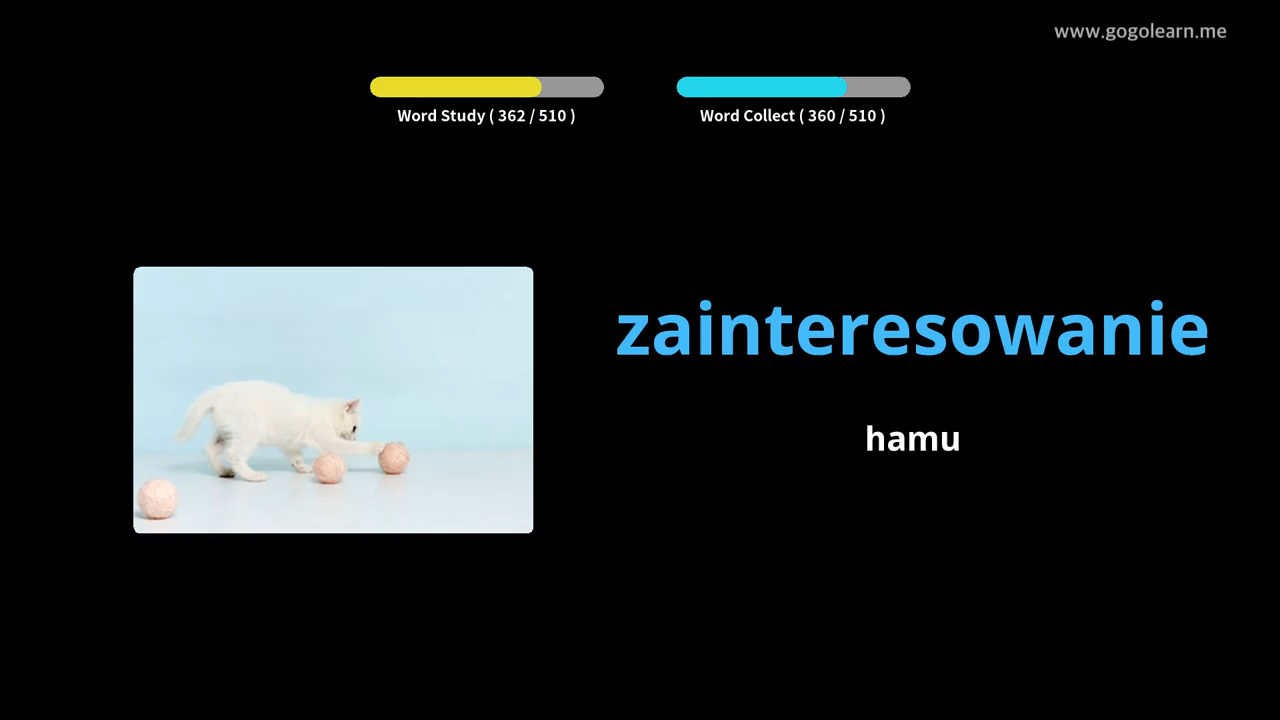 www.gogolearn.me
Word Study ( 362 / 510 )
Word Collect ( 360 / 510 )
zainteresowanie
hamu